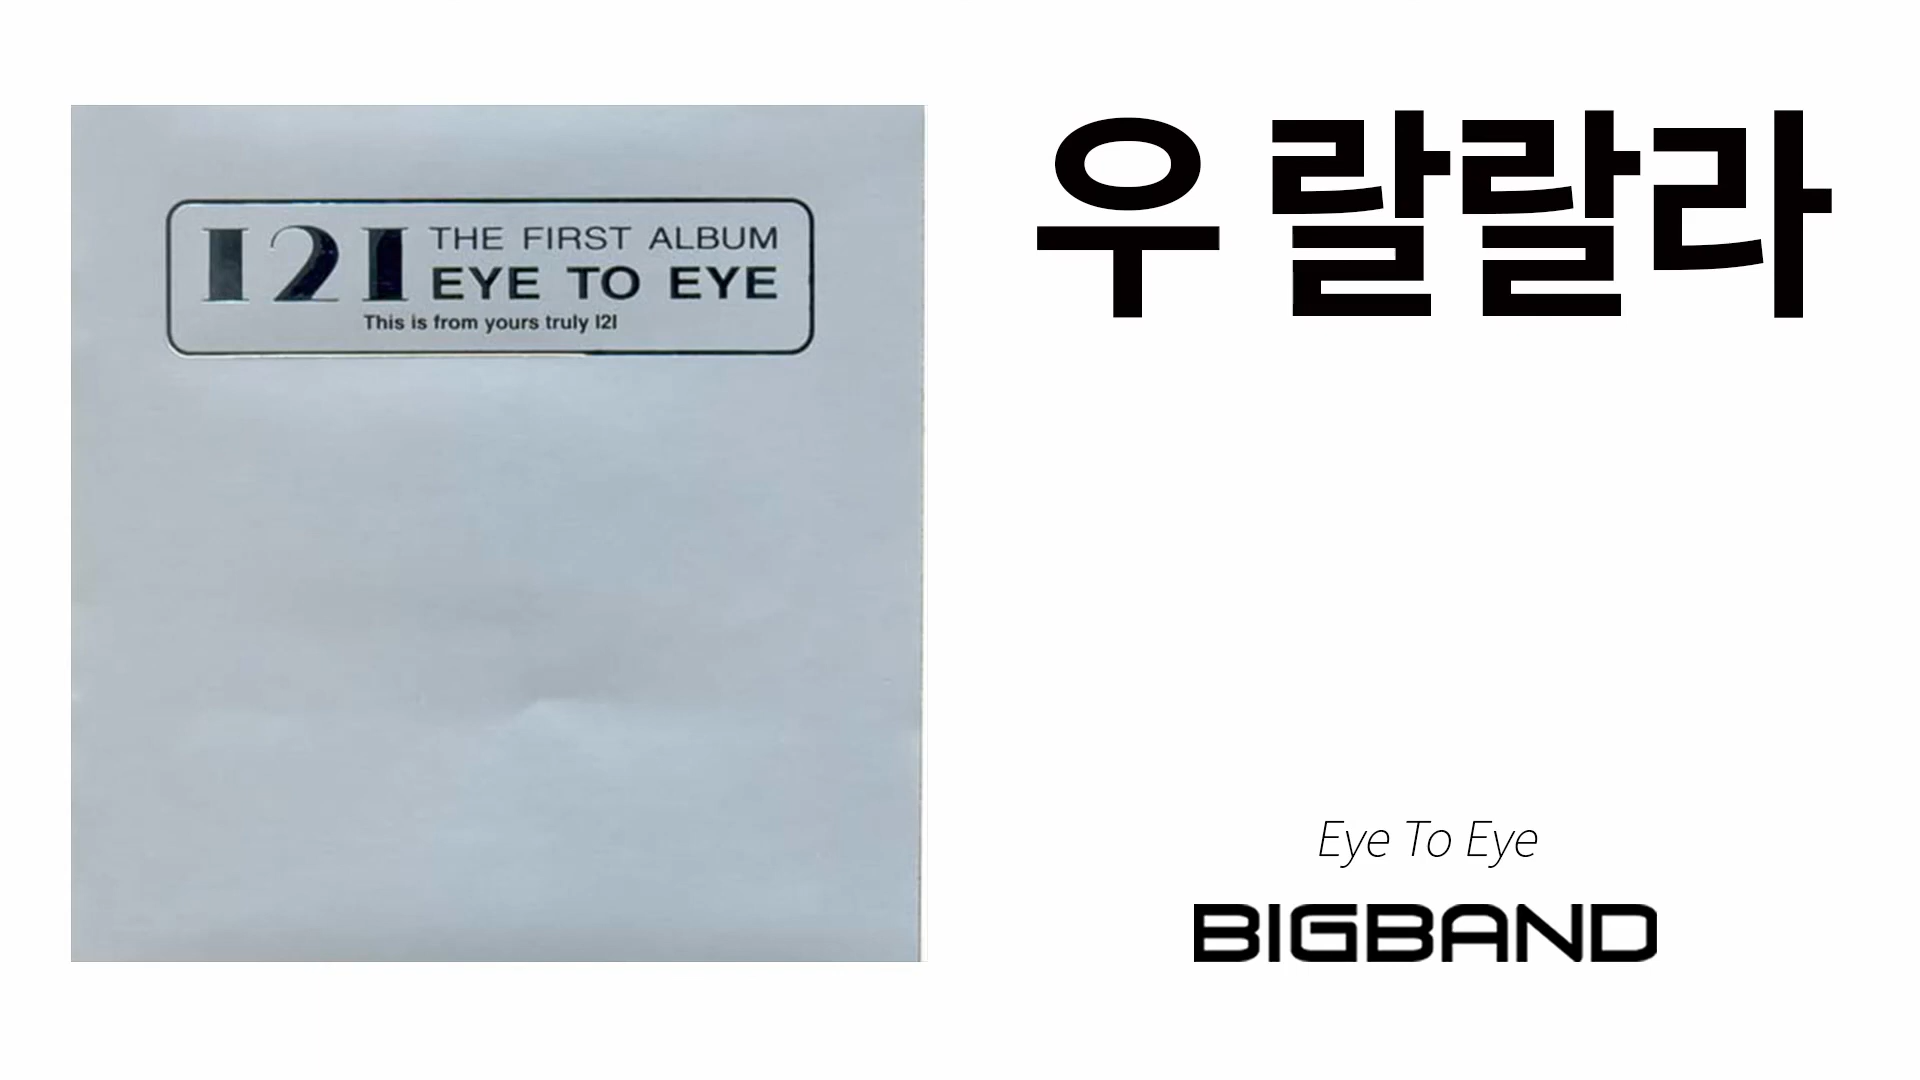 I2I THE FIRST ALBUM
EYE TO EYE
This is from yours truly I2I
우 랄랄라
Eye To Eye
BIGBAND